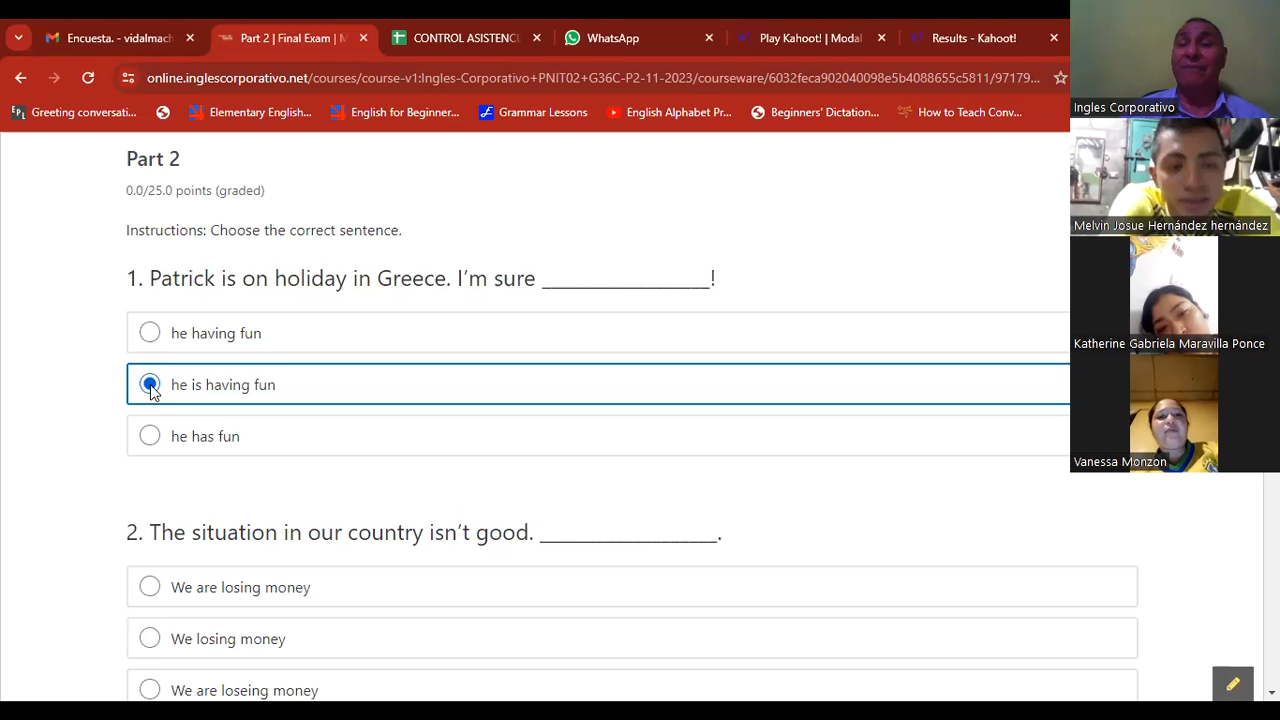 Encuesta. - vidalmach
Part 2 | Final Exam | M
CONTROL ASISTENCI
WhatsApp
Play Kahoot! | Modal
Results - Kahoot!
online.inglescorporativo.net/courses/course-v1:Ingles-Corporativo+PNIT02+G36C-P2-11-2023/courseware/6032feca902040098e5b4088655c5811/97179...
Greeting conversati...
Elementary English...
English for Beginner...
Grammar Lessons
English Alphabet Pr...
Beginners' Dictation...
How to Teach Conv...
Ingles Corporativo
Melvin Josue Hernández hernández
Katherine Gabriela Maravilla Ponce
Vanessa Monzon
Part 2
0.0/25.0 points (graded)
Instructions: Choose the correct sentence.
1. Patrick is on holiday in Greece. I’m sure _________________!
he having fun
he is having fun
he has fun
2. The situation in our country isn’t good. __________________.
We are losing money
We losing money
We are loseing money